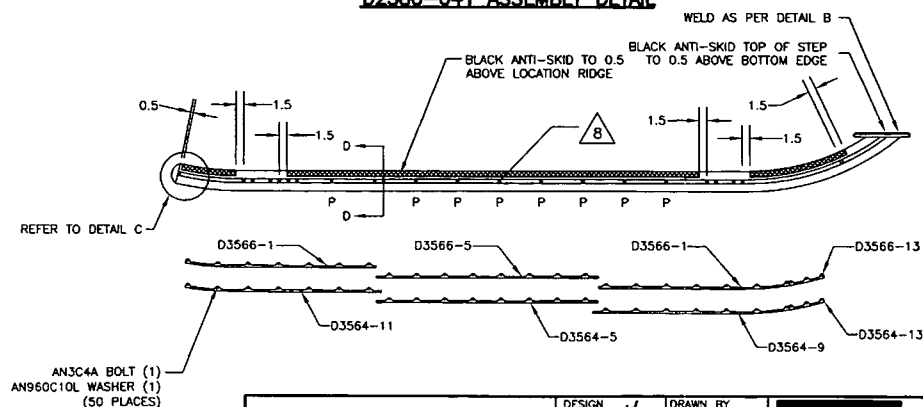 D2580-041 ASSEMBLY DETAIL
WELD AS PER DETAIL B
BLACK ANTI-SKID TO 0.5
ABOVE LOCATION RIDGE
BLACK ANTI-SKID TOP OF STEP
TO 0.5 ABOVE BOTTOM EDGE
0.5
1.5
1.5
1.5
1.5
1.5
8
D
D
P P P P P P P P
REFER TO DETAIL C
D3566-1
D3566-5
D3566-1
D3566-13
D3564-11
D3564-5
D3564-9
D3564-13
AN3C4A BOLT (1)
AN960C10L WASHER (1)
(50 PLACES)
DESIGN
DRAWN BY